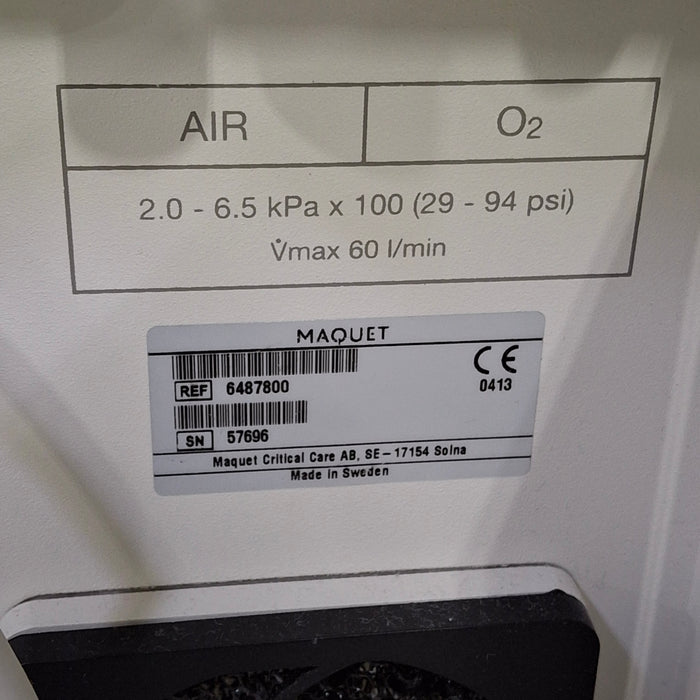 AIR
O2
2.0 - 6.5 kPa x 100 (29 - 94 psi)
V̇max 60 l/min
MAQUET
CE
REF 6487800
0413
SN 57696
Maquet Critical Care AB, SE-17154 Solna
Made in Sweden